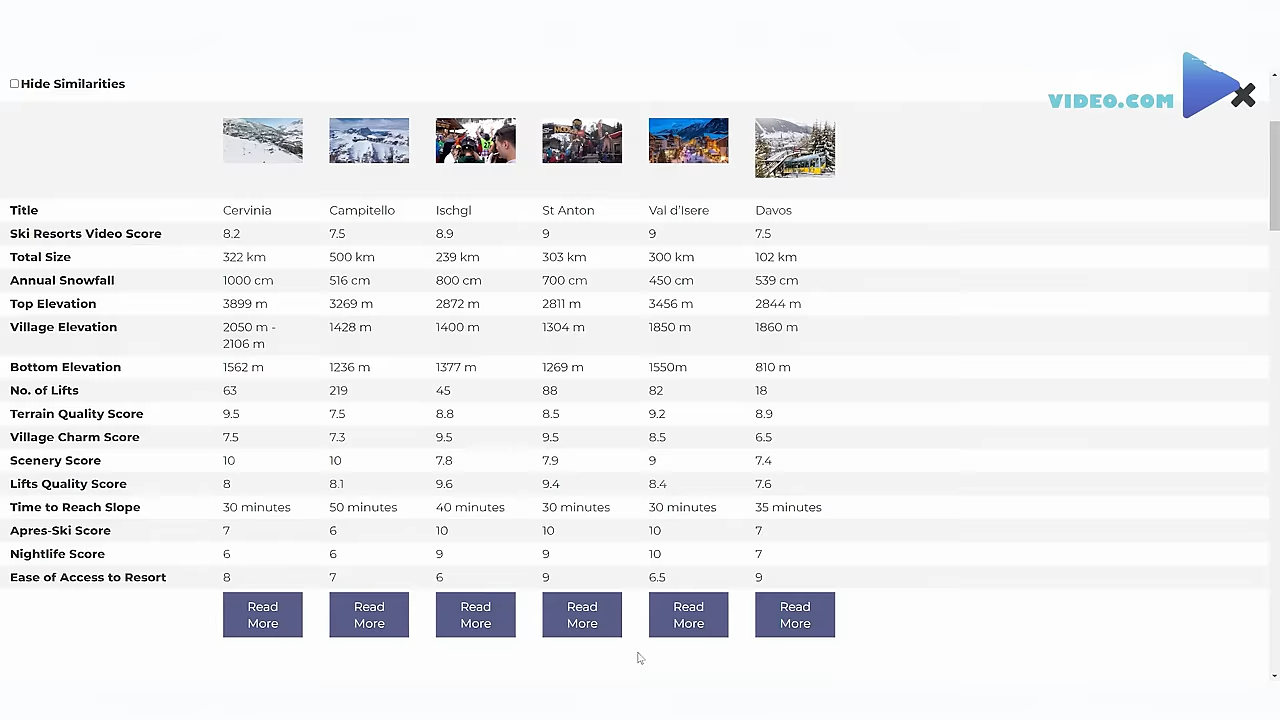 Hide Similarities
VIDEO.COM
Title Cervinia Campitello Ischgl St Anton Val d'Isere Davos
Ski Resorts Video Score 8.2 7.5 8.9 9 9 7.5
Total Size 322 km 500 km 239 km 303 km 300 km 102 km
Annual Snowfall 1000 cm 516 cm 800 cm 700 cm 450 cm 539 cm
Top Elevation 3899 m 3269 m 2872 m 2811 m 3456 m 2844 m
Village Elevation 2050 m - 1428 m 1400 m 1304 m 1850 m 1860 m
2106 m
Bottom Elevation 1562 m 1236 m 1377 m 1269 m 1550m 810 m
No. of Lifts 63 219 45 88 82 18
Terrain Quality Score 9.5 7.5 8.8 8.5 9.2 8.9
Village Charm Score 7.5 7.3 9.5 9.5 8.5 6.5
Scenery Score 10 10 7.8 7.9 9 7.4
Lifts Quality Score 8 8.1 9.6 9.4 8.4 7.6
Time to Reach Slope 30 minutes 50 minutes 40 minutes 30 minutes 30 minutes 35 minutes
Apres-Ski Score 7 6 10 10 10 7
Nightlife Score 6 6 9 9 10 7
Ease of Access to Resort 8 7 6 9 6.5 9
Read Read Read Read Read Read
More More More More More More